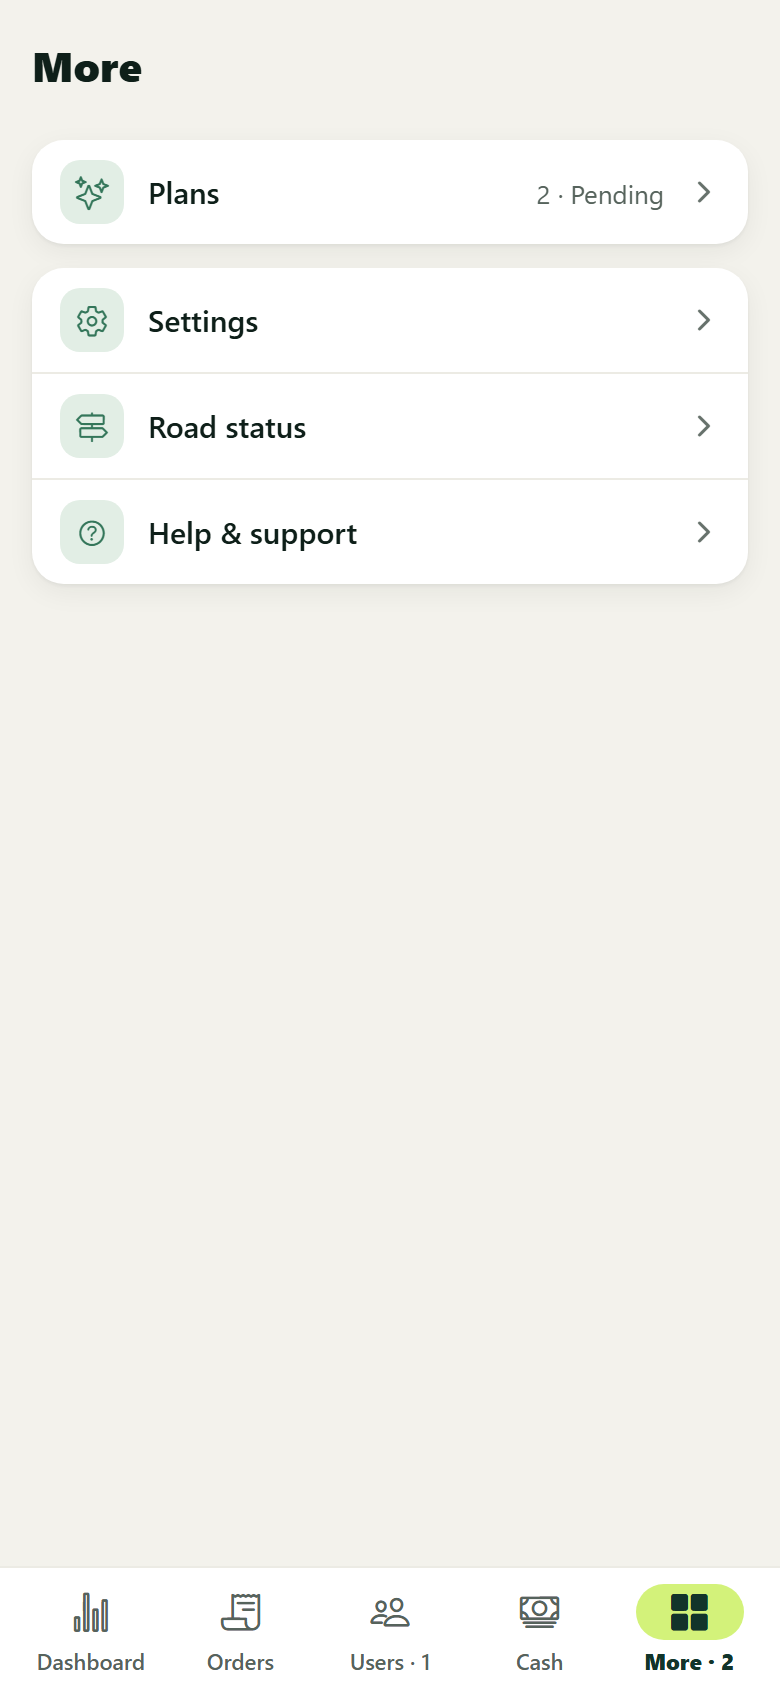 More
Plans
2 · Pending
Settings
Road status
Help & support
Dashboard
Orders
Users · 1
Cash
More · 2